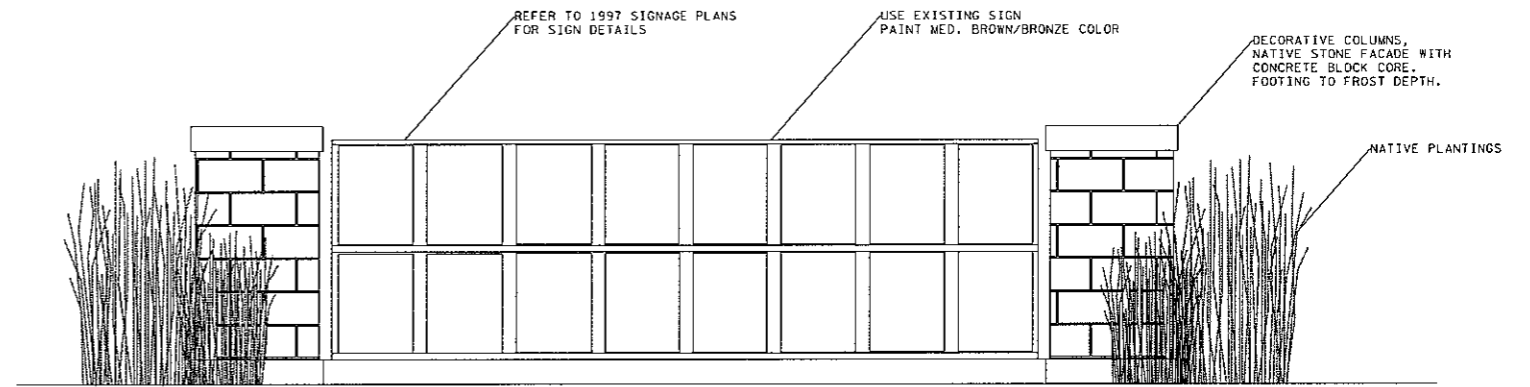 REFER TO 1997 SIGNAGE PLANS
FOR SIGN DETAILS
USE EXISTING SIGN
PAINT MED. BROWN/BRONZE COLOR
DECORATIVE COLUMNS,
NATIVE STONE FACADE WITH
CONCRETE BLOCK CORE.
FOOTING TO FROST DEPTH.
NATIVE PLANTINGS